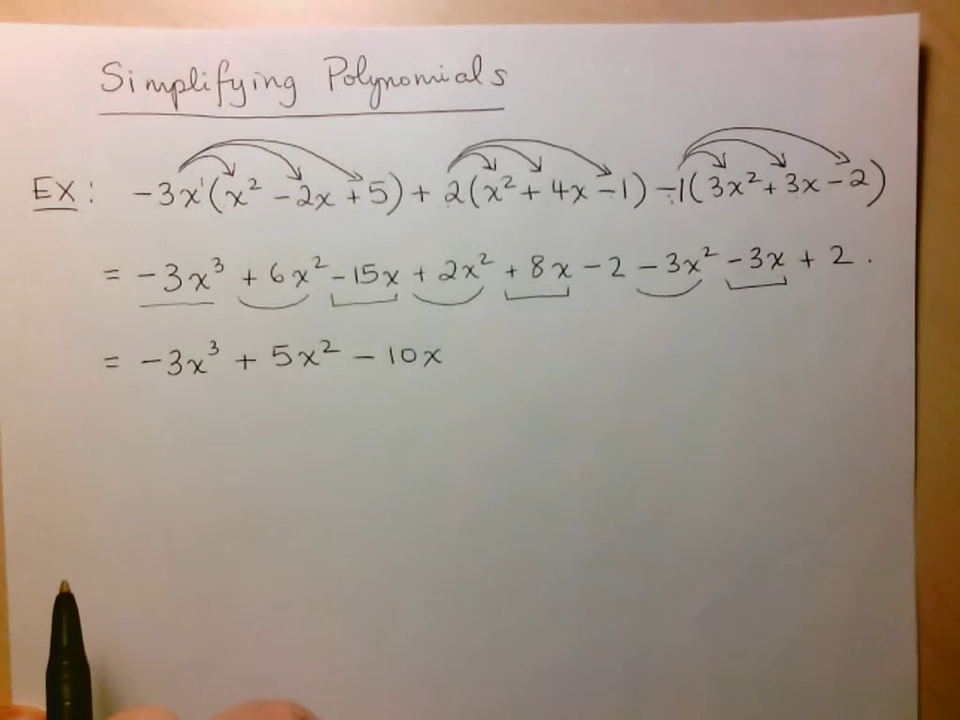 Simplifying Polynomials
EX: -3x¹(x² - 2x + 5) + 2(x² + 4x - 1) - 1(3x² + 3x - 2)
= -3x³ + 6x² - 15x + 2x² + 8x - 2 - 3x² - 3x + 2.
= -3x³ + 5x² - 10x